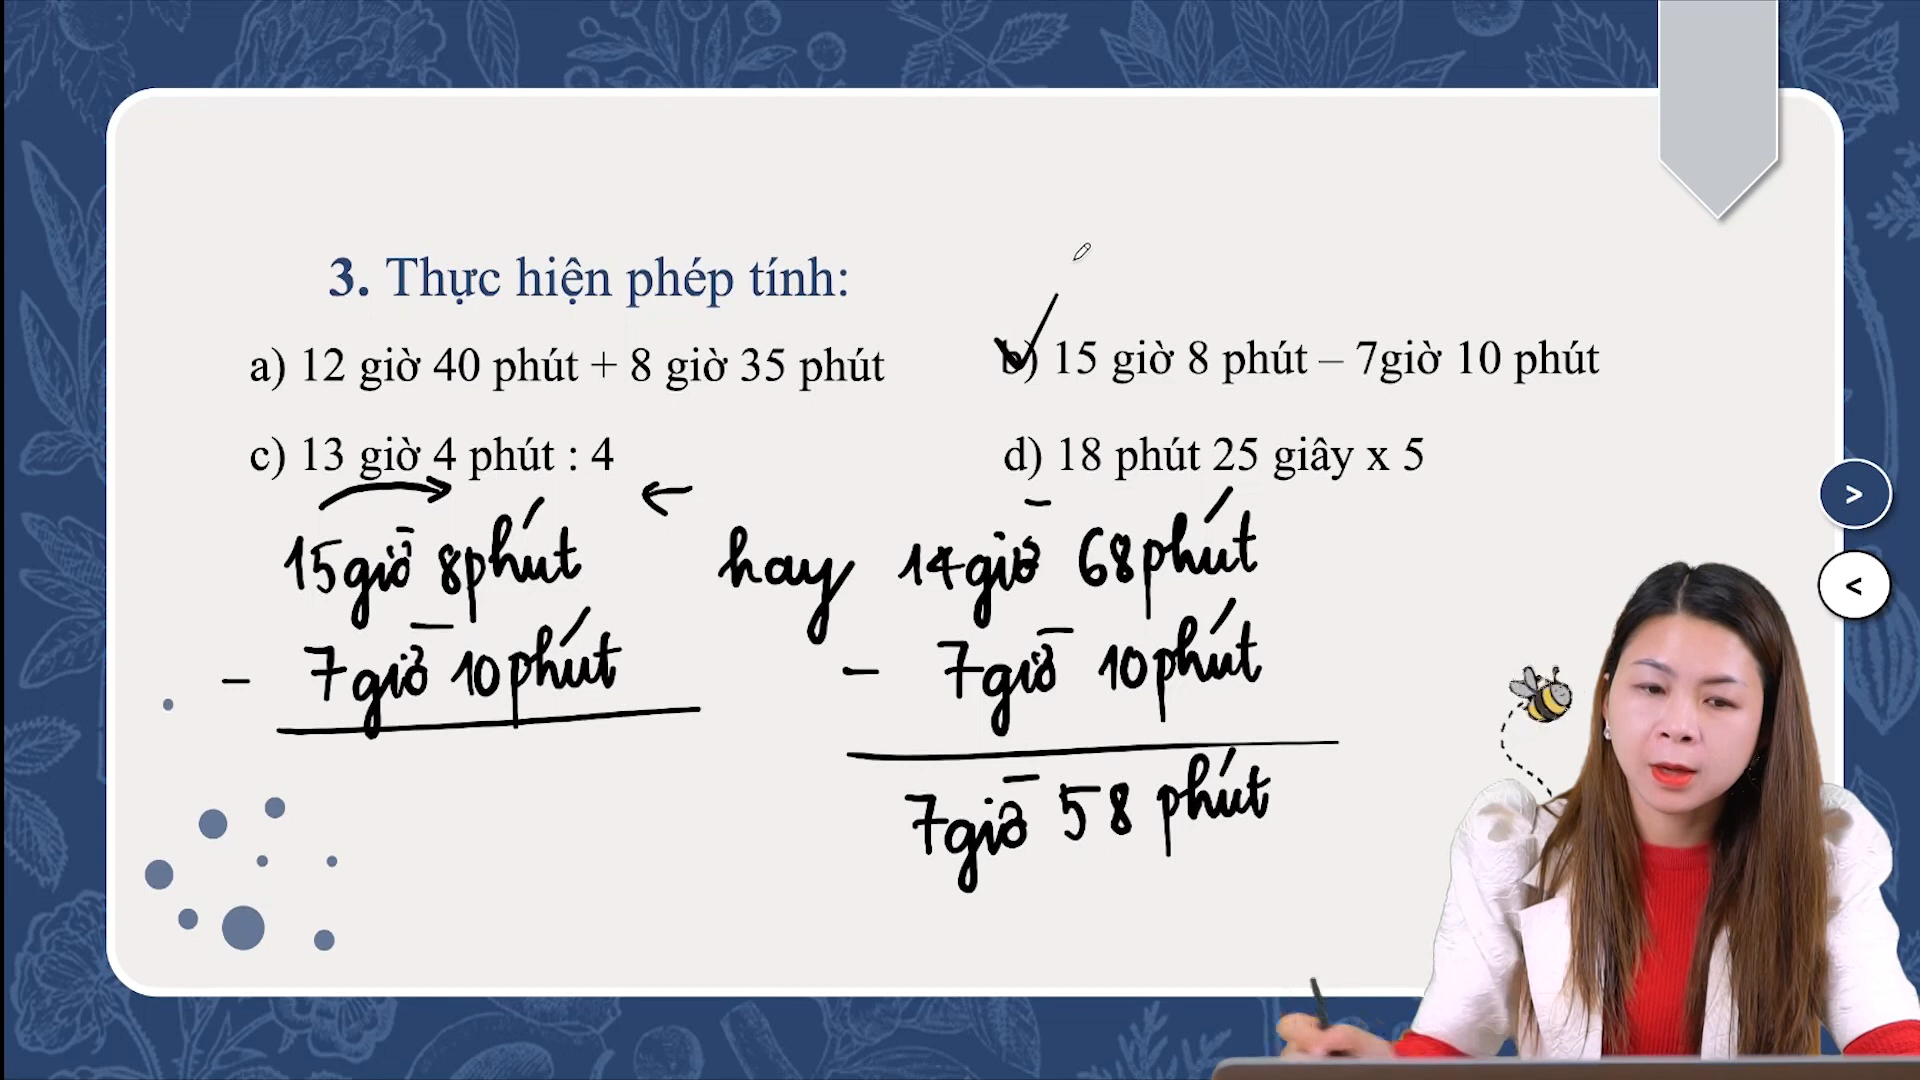 3. Thực hiện phép tính:
a) 12 giờ 40 phút + 8 giờ 35 phút
b) 15 giờ 8 phút – 7giờ 10 phút
c) 13 giờ 4 phút : 4
d) 18 phút 25 giây x 5
15giờ 8phút hay 14giờ 68phút
- 7giờ 10phút - 7giờ 10phút
7giờ 58 phút
>
<